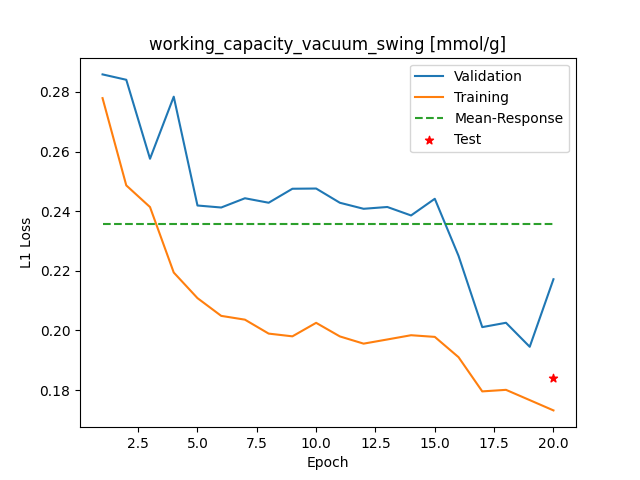 working_capacity_vacuum_swing [mmol/g]
Validation
Training
Mean-Response
Test
L1 Loss
0.28
0.26
0.24
0.22
0.20
0.18
2.5 5.0 7.5 10.0 12.5 15.0 17.5 20.0
Epoch